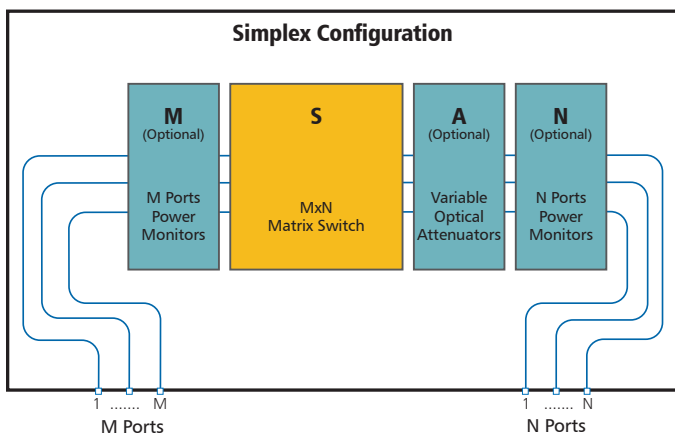 Simplex Configuration
M
(Optional)
M Ports
Power
Monitors
S
MxN
Matrix Switch
A
(Optional)
Variable
Optical
Attenuators
N
(Optional)
N Ports
Power
Monitors
1 ....... M
M Ports
1 ....... N
N Ports